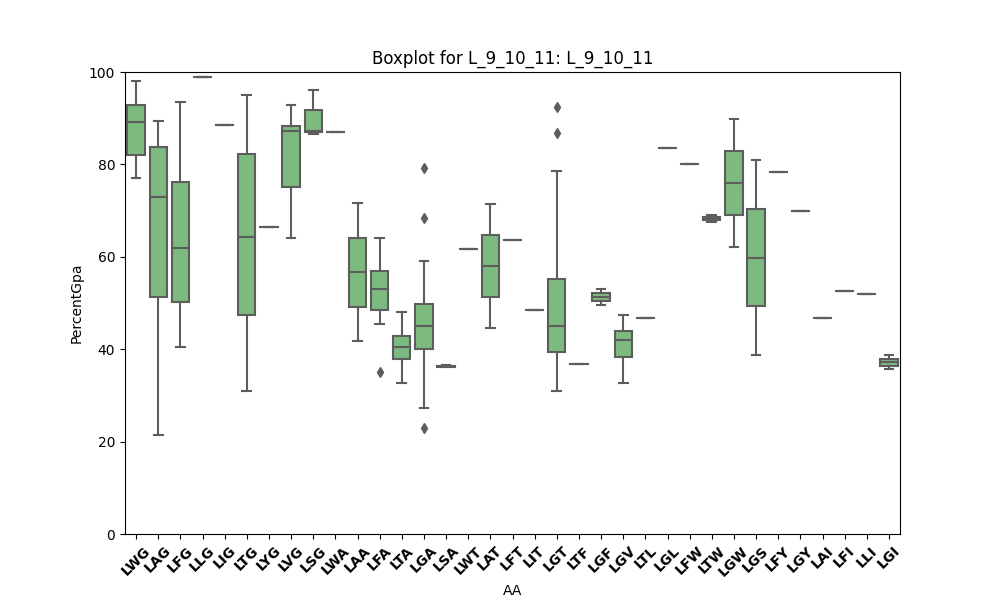 Boxplot for L_9_10_11: L_9_10_11
100
80
60
40
20
0
PercentGpa
LWG LAG LFG LLG LIG LTG LYG LVG LSG LWA LAA LFA LTA LGA LSA LWT LAT LFT LIT LGT LTF LGF LGV LTL LGL LFW LTW LGW LGS LFY LGY LAI LFI LLI LGI
AA